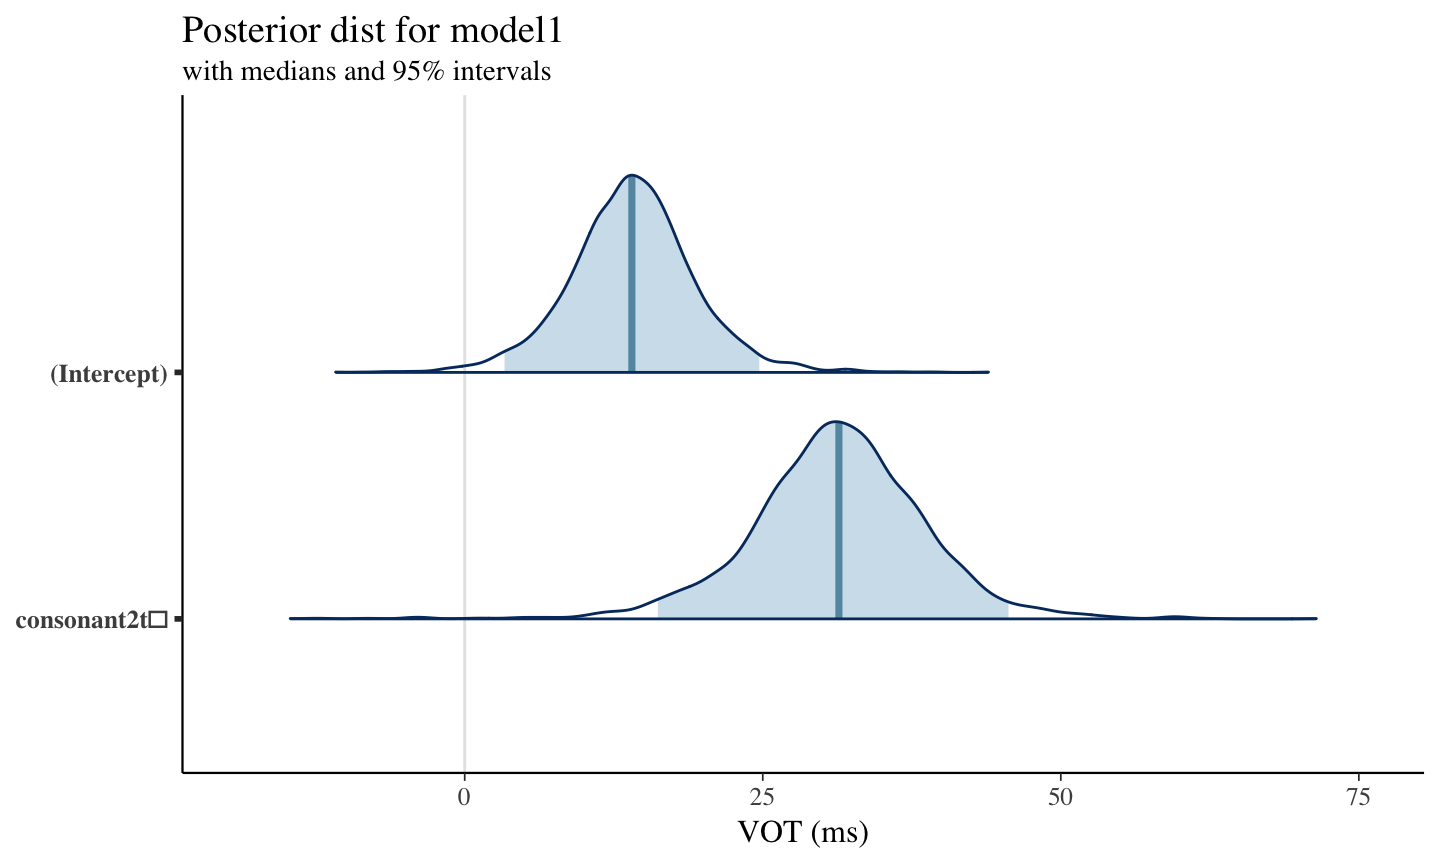 Posterior dist for model1
with medians and 95% intervals
(Intercept)
consonant2t□
0 25 50 75
VOT (ms)